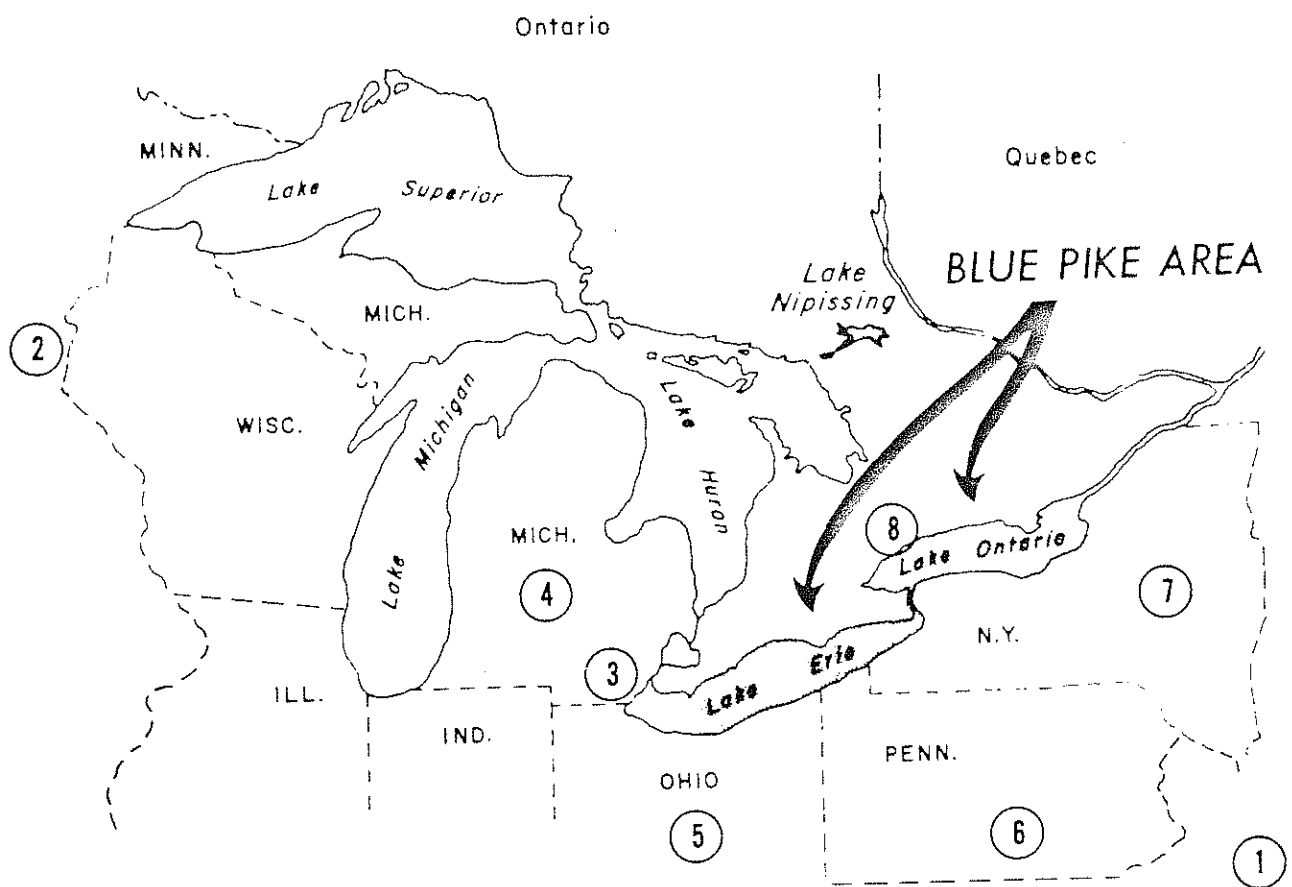 Ontario
MINN.
Quebec
Lake Superior
BLUE PIKE AREA
Lake
Nipissing
MICH.
2
WISC.
Lake Michigan
Lake Huron
MICH.
8
Lake Ontario
4
7
3
N.Y.
Lake Erie
ILL.
IND.
PENN.
OHIO
5
6
1